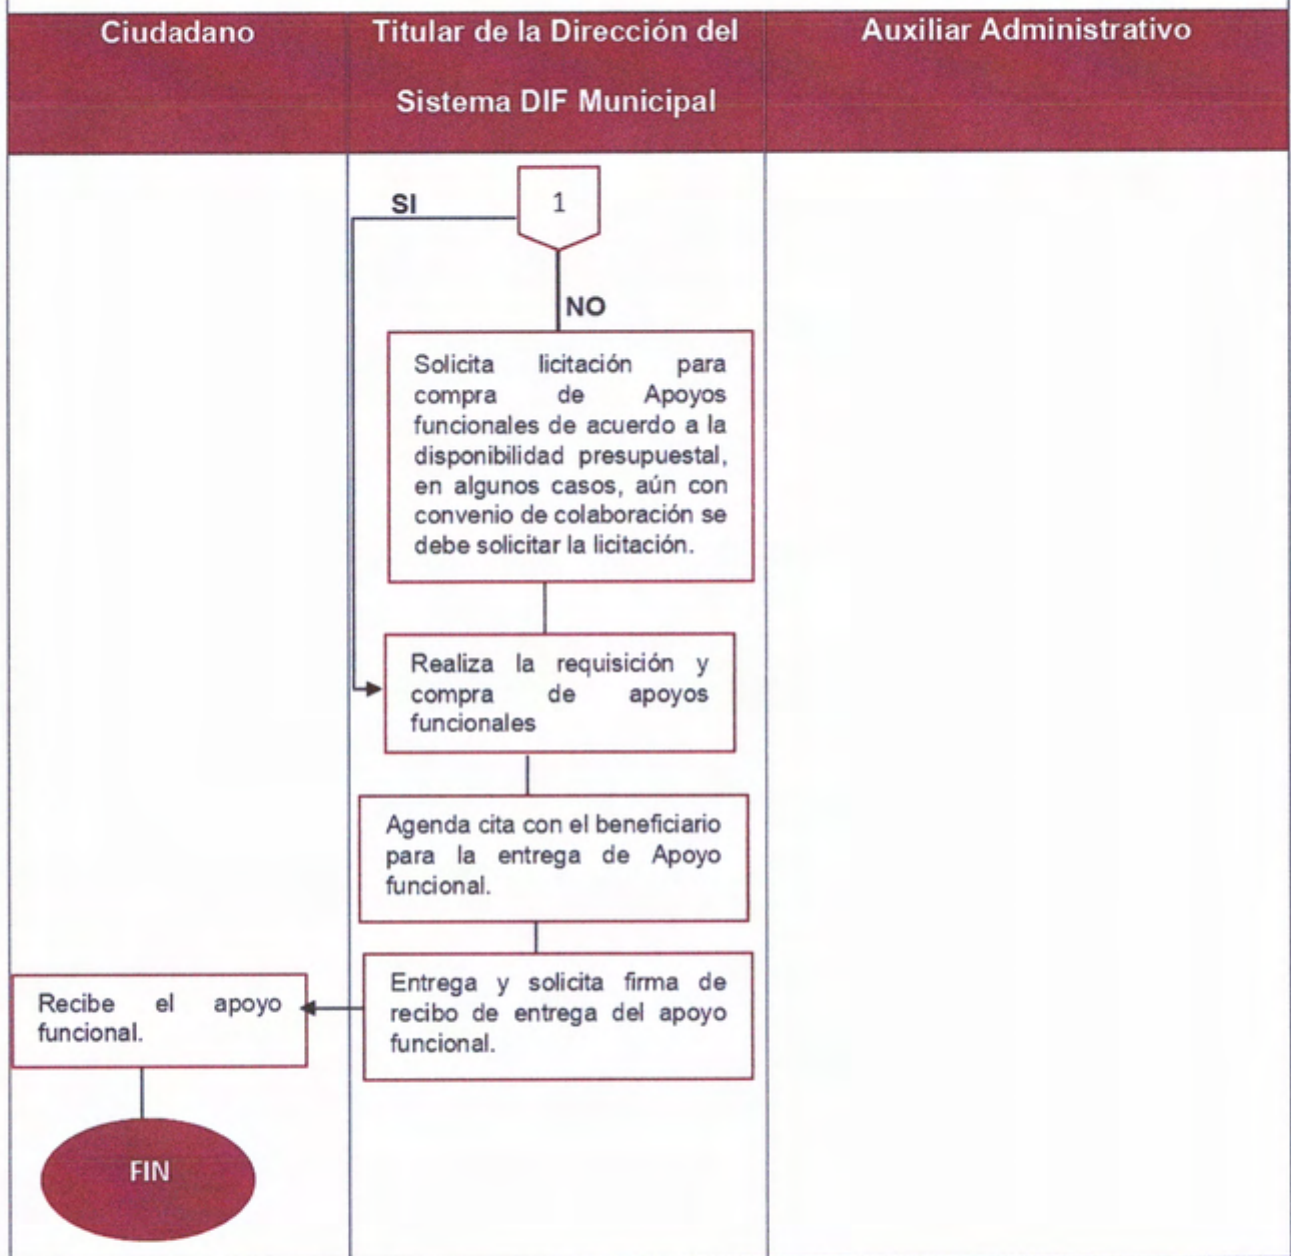 Ciudadano
Titular de la Dirección del
Sistema DIF Municipal
Auxiliar Administrativo
1
SI
NO
Solicita licitación para
compra de Apoyos
funcionales de acuerdo a la
disponibilidad presupuestal,
en algunos casos, aún con
convenio de colaboración se
debe solicitar la licitación.
Realiza la requisición y
compra de apoyos
funcionales
Agenda cita con el beneficiario
para la entrega de Apoyo
funcional.
Entrega y solicita firma de
recibo de entrega del apoyo
funcional.
Recibe el apoyo
funcional.
FIN